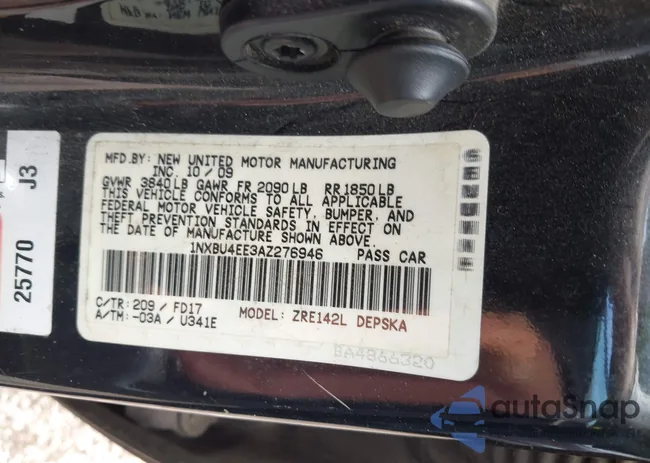 MFD.BY: NEW UNITED MOTOR MANUFACTURING
INC. 10/09
GVWR 3840LB GAWR FR 2090LB RR1850LB
THIS VEHICLE CONFORMS TO ALL APPLICABLE
FEDERAL MOTOR VEHICLE SAFETY, BUMPER, AND
THEFT PREVENTION STANDARDS IN EFFECT ON
THE DATE OF MANUFACTURE SHOWN ABOVE.
1NXBU4EE3AZ276946 PASS CAR
C/TR: 209 / FD17
A/TM: -03A / U341E
MODEL: ZRE142L DEPSKA
BA4866320
25770 J3
autoSnap